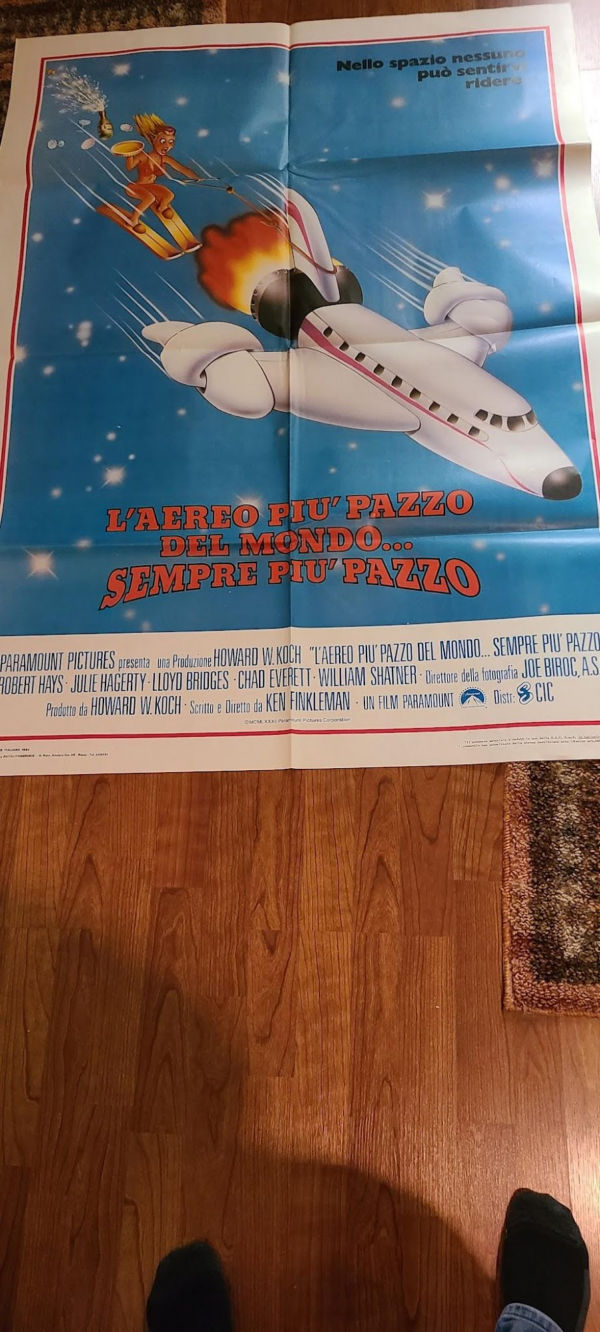 Nello spazio nessuno
può sentirvi
ridere
L'AEREO PIU' PAZZO
DEL MONDO...
SEMPRE PIU' PAZZO
PARAMOUNT PICTURES presenta una Produzione HOWARD W. KOCH "L'AEREO PIU' PAZZO DEL MONDO... SEMPRE PIU' PAZZO
ROBERT HAYS · JULIE HAGERTY · LLOYD BRIDGES · CHAD EVERETT · WILLIAM SHATNER · Direttore della fotografia JOE BIROC, A.S.
Prodotto da HOWARD W. KOCH · Scritto e Diretto da KEN FINKLEMAN · UN FILM PARAMOUNT Distr: CIC
Paramount Pictures Corporation